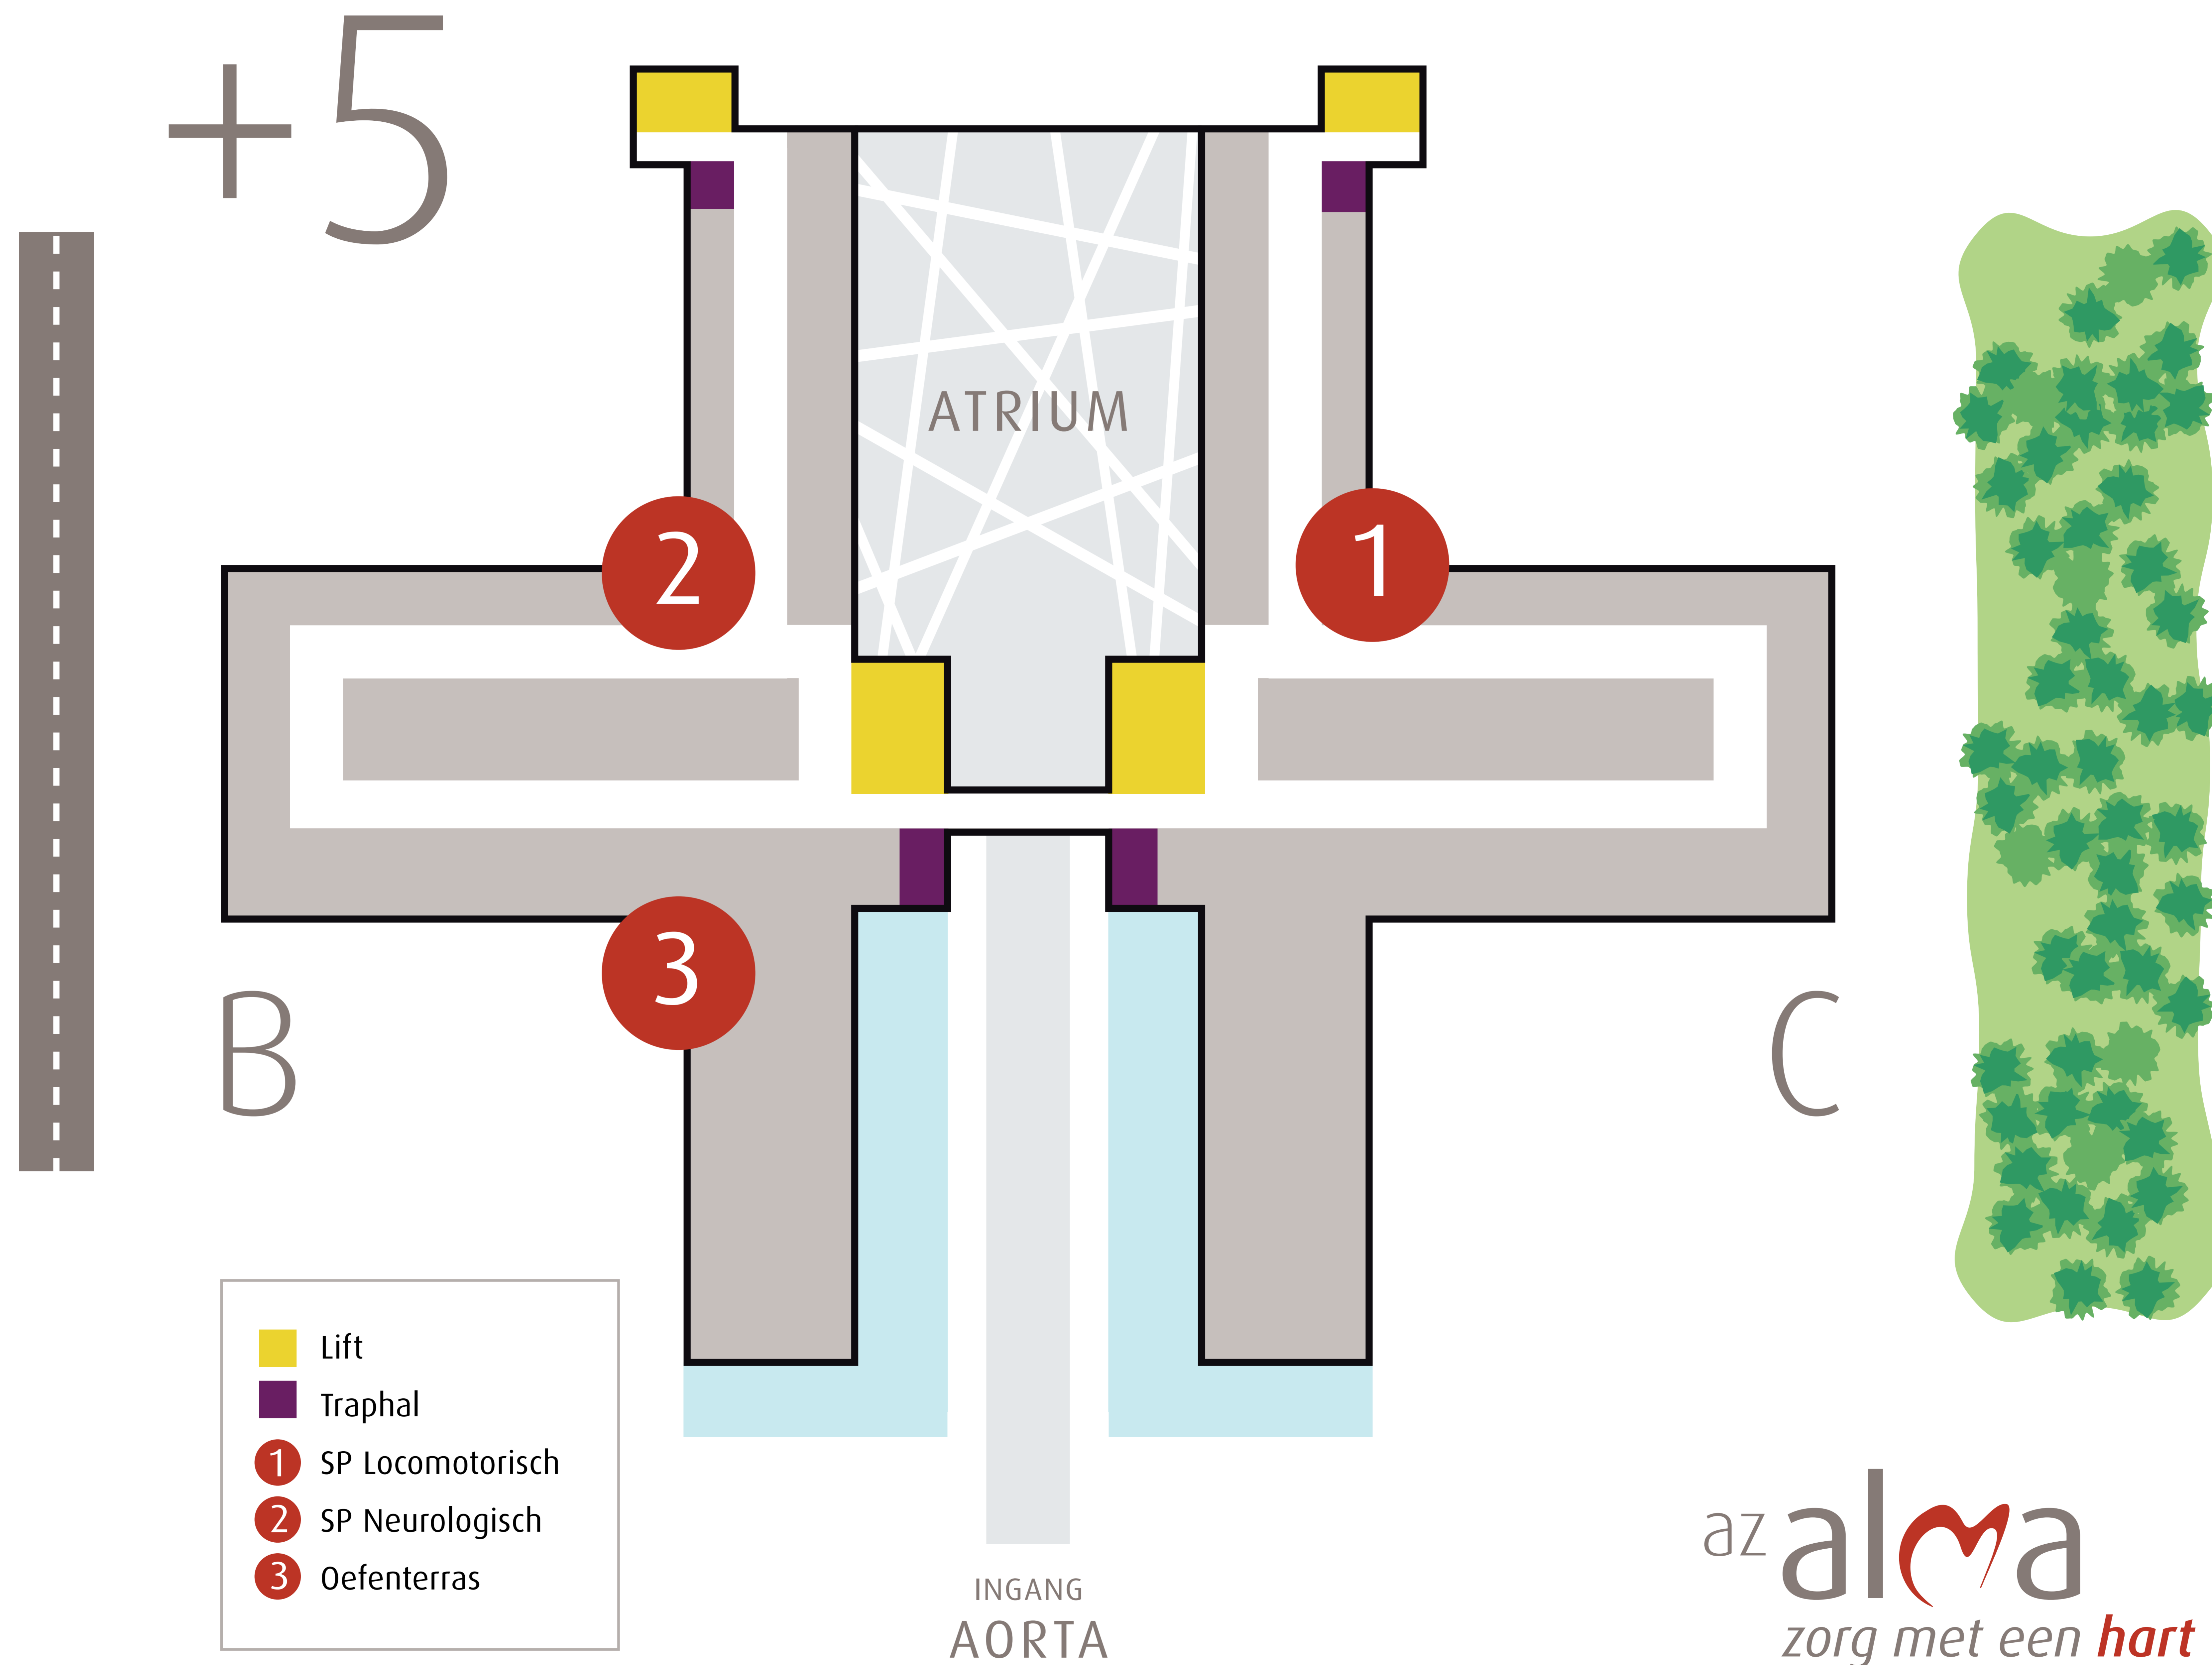 +5
ATRIUM
2
1
3
B
C
Lift
Traphal
1 SP Locomotorisch
2 SP Neurologisch
3 Oefenterras
INGANG
AORTA
az alma
zorg met een hart